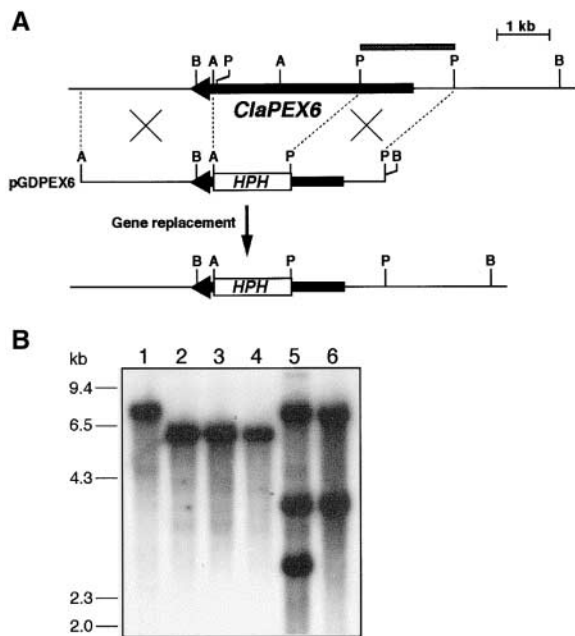 A
1 kb
B A P A P P B
ClaPEX6
A B A P P B
pGDPEX6
HPH
Gene replacement
B A P P B
HPH
B
kb 1 2 3 4 5 6
9.4
6.5
4.3
2.3
2.0